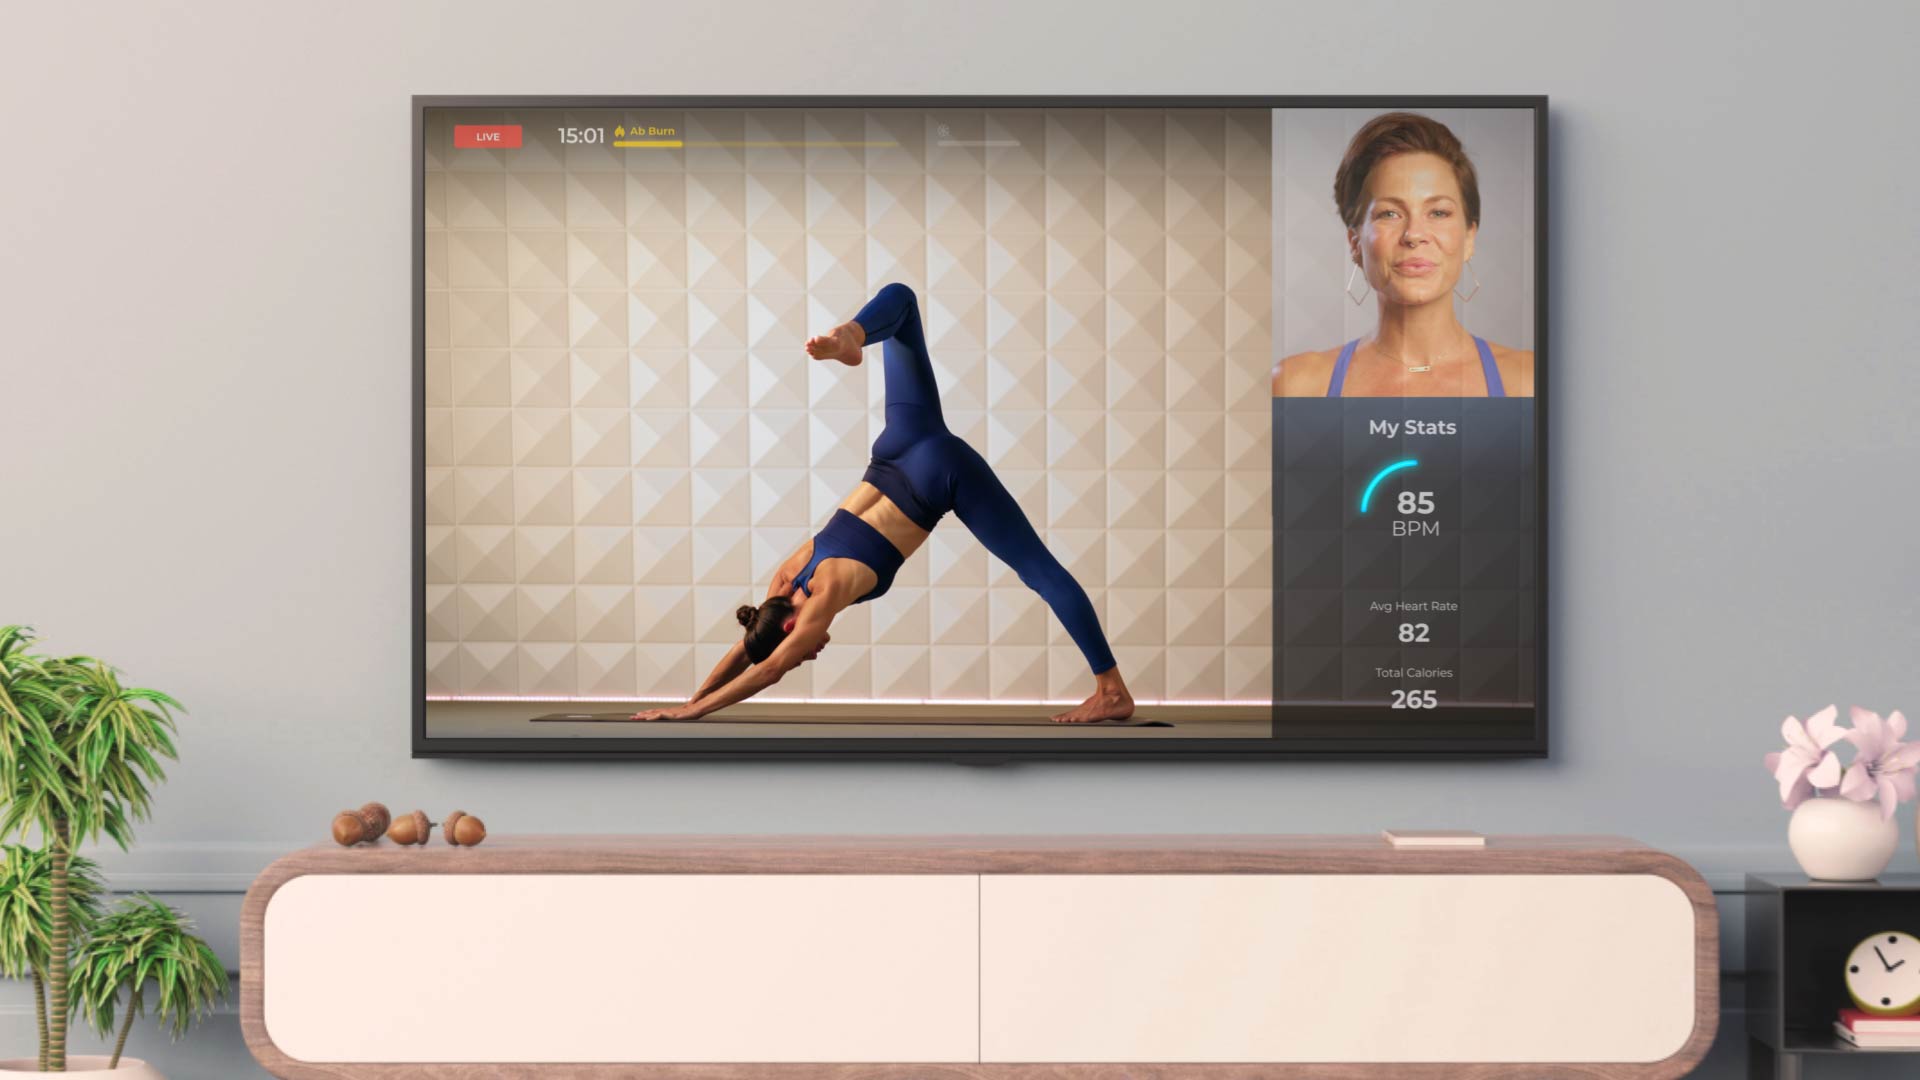 LIVE
15:01
Ab Burn
My Stats
85
BPM
Avg Heart Rate
82
Total Calories
265